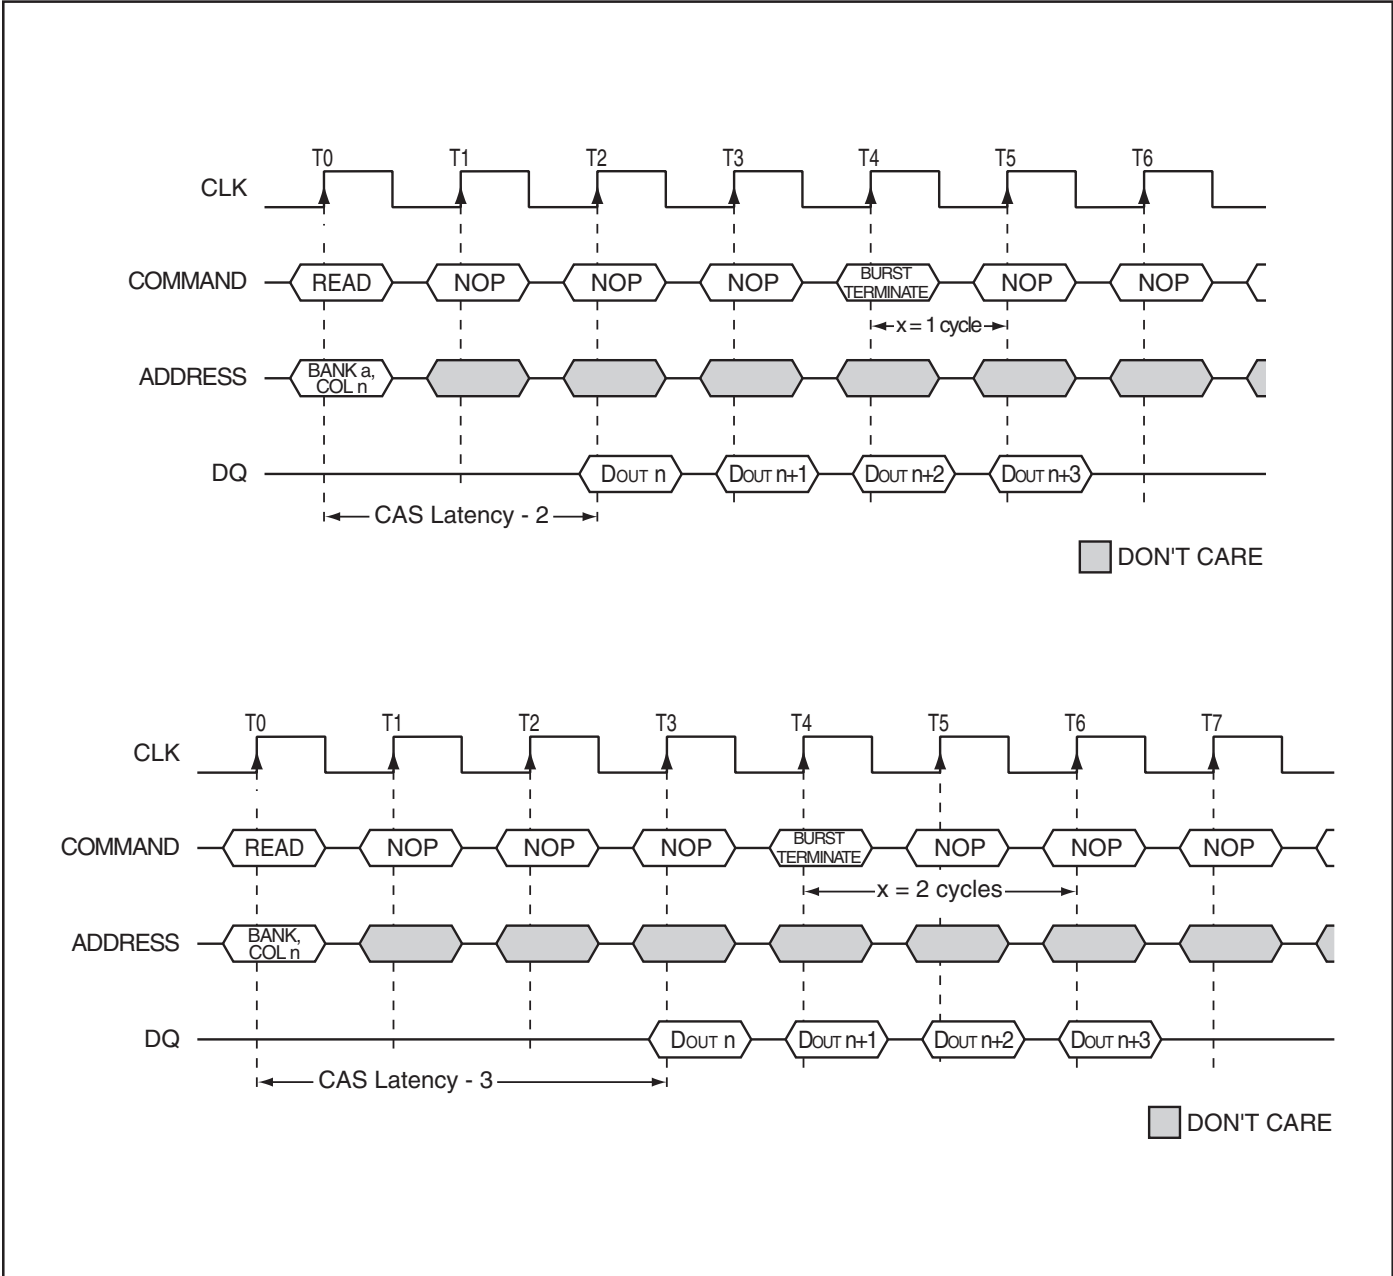 T0 T1 T2 T3 T4 T5 T6
CLK
COMMAND READ NOP NOP NOP BURST TERMINATE NOP NOP
x = 1 cycle
ADDRESS BANK a, COL n
DQ DOUT n DOUT n+1 DOUT n+2 DOUT n+3
CAS Latency - 2
DON'T CARE
T0 T1 T2 T3 T4 T5 T6 T7
CLK
COMMAND READ NOP NOP NOP BURST TERMINATE NOP NOP NOP
x = 2 cycles
ADDRESS BANK, COL n
DQ DOUT n DOUT n+1 DOUT n+2 DOUT n+3
CAS Latency - 3
DON'T CARE